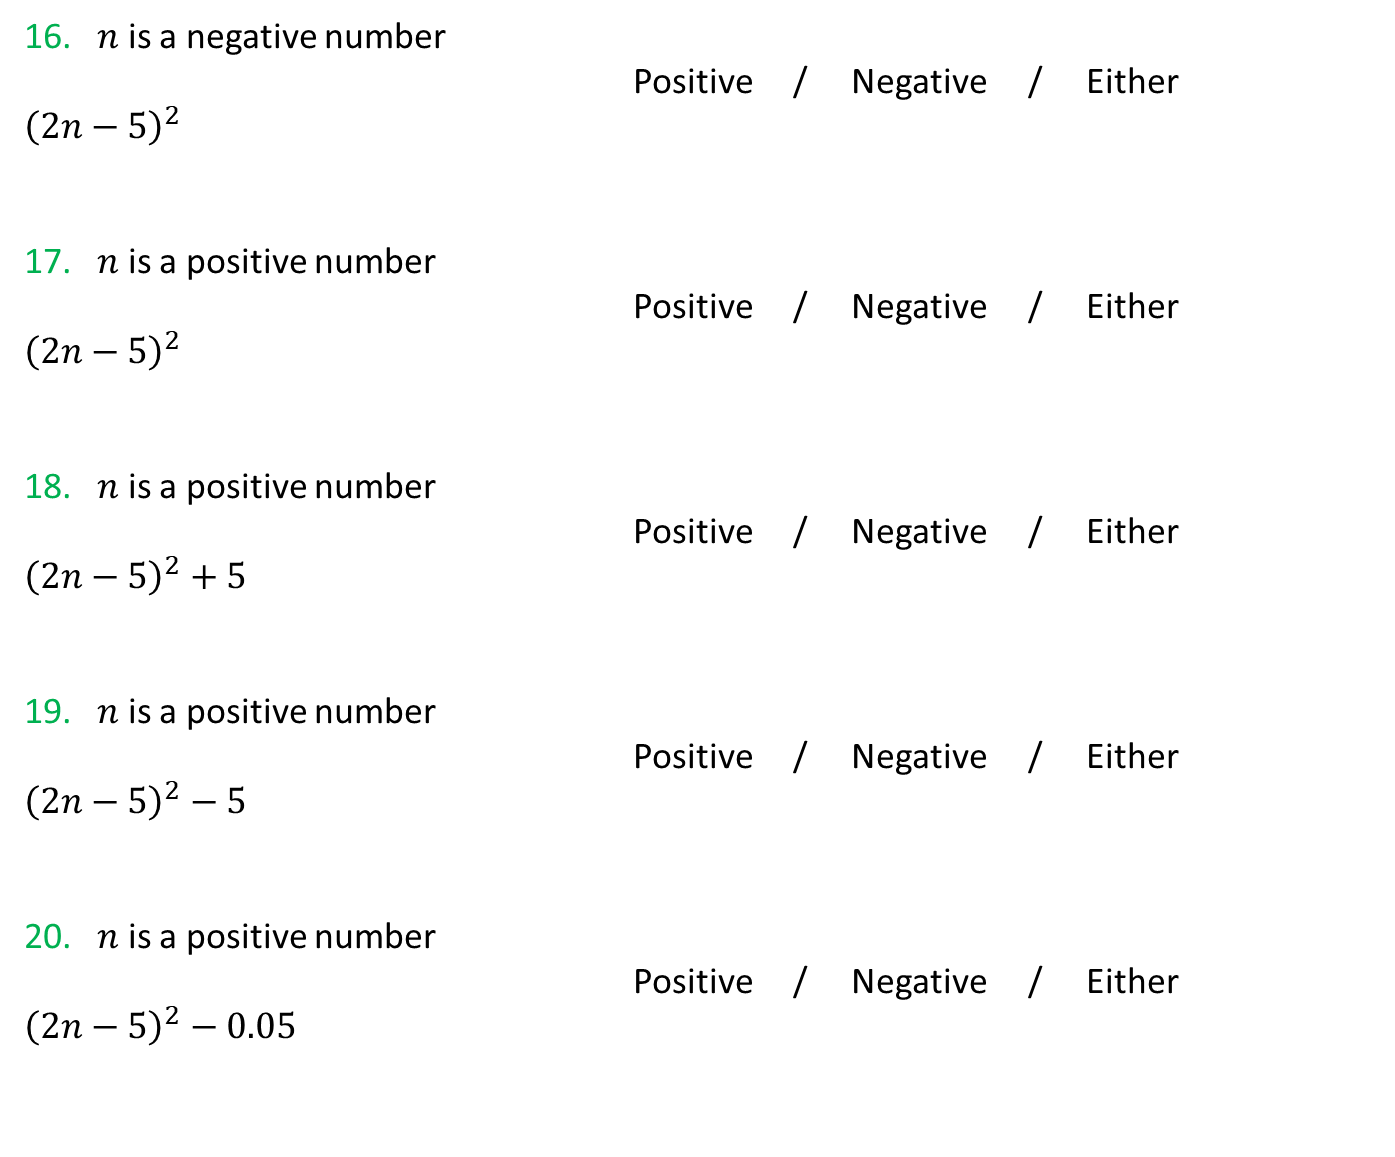 16. n is a negative number
Positive / Negative / Either
(2n − 5)²
17. n is a positive number
Positive / Negative / Either
(2n − 5)²
18. n is a positive number
Positive / Negative / Either
(2n − 5)² + 5
19. n is a positive number
Positive / Negative / Either
(2n − 5)² − 5
20. n is a positive number
Positive / Negative / Either
(2n − 5)² − 0.05